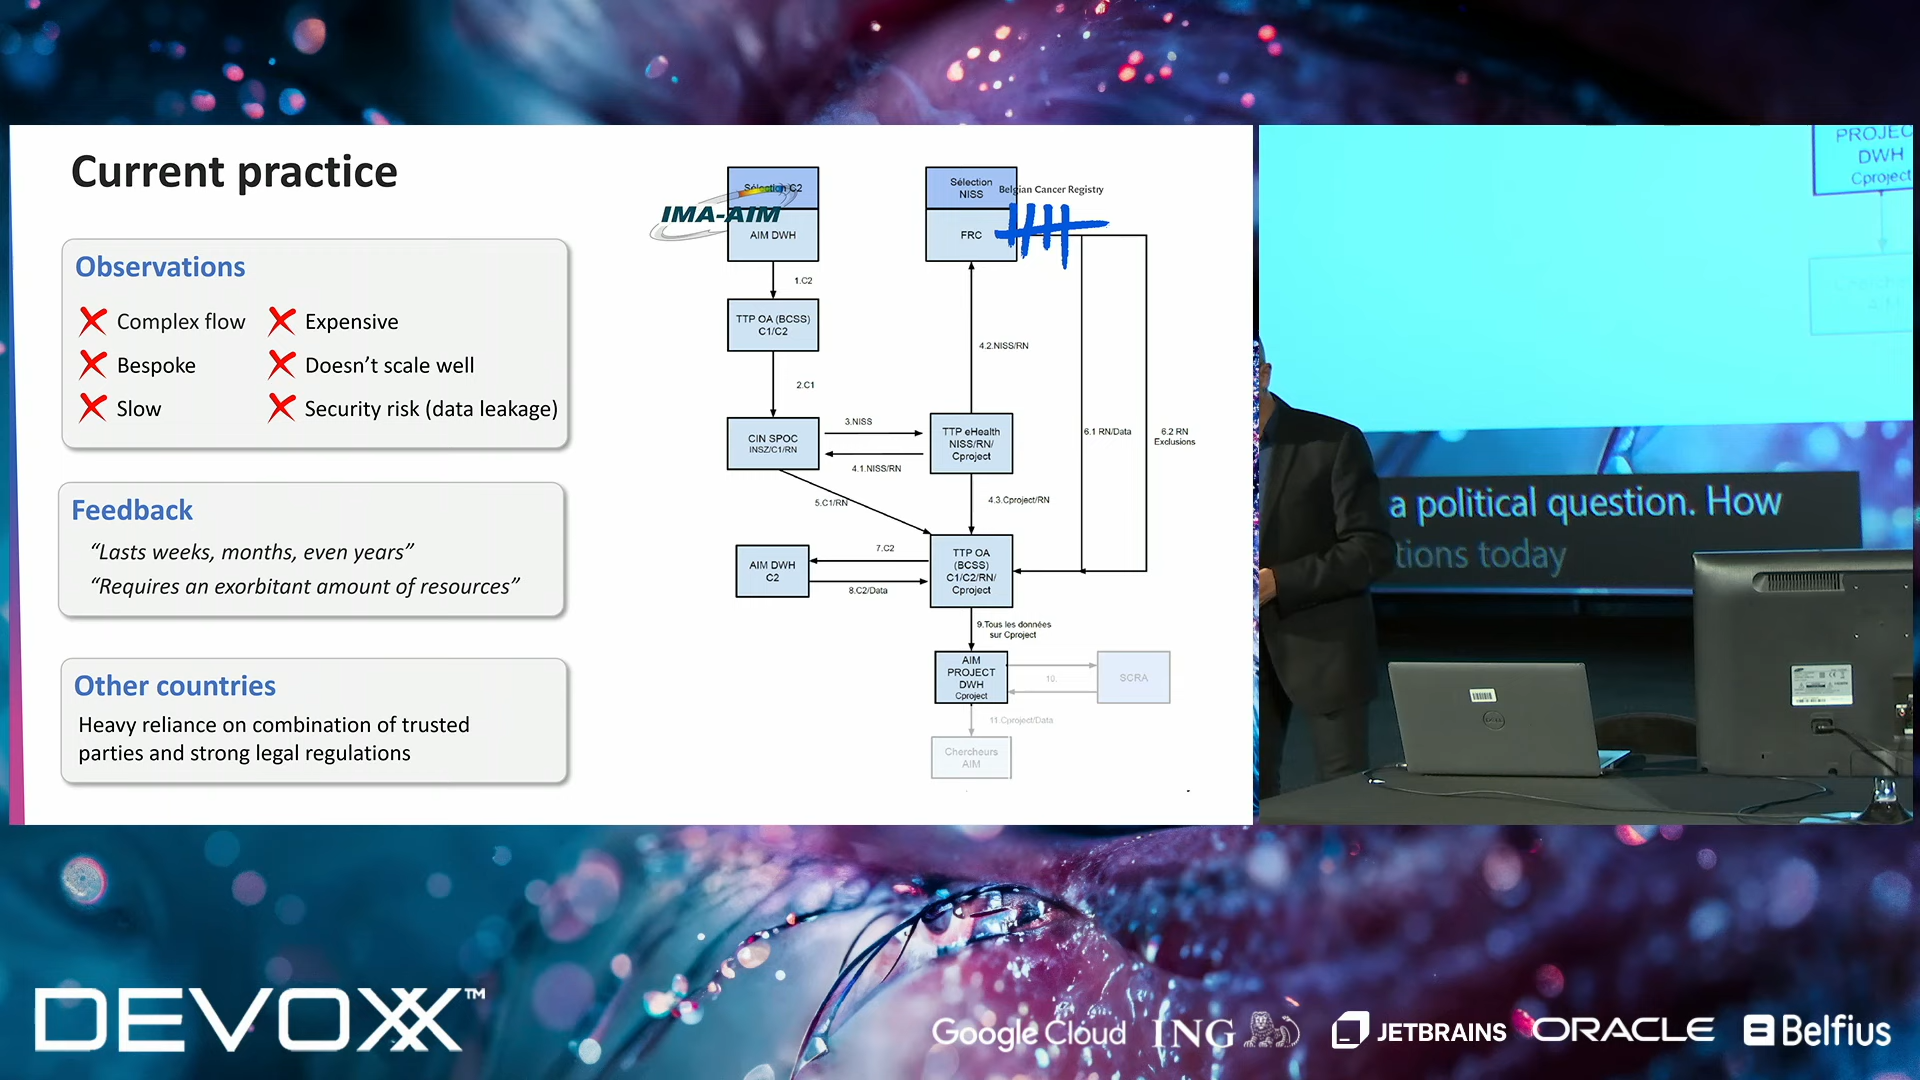 Current practice
Observations
Complex flow
Expensive
Bespoke
Doesn't scale well
Slow
Security risk (data leakage)
Feedback
“Lasts weeks, months, even years”
“Requires an exorbitant amount of resources”
Other countries
Heavy reliance on combination of trusted
parties and strong legal regulations
Sélection C2
IMA-AIM
AIM DWH
Sélection
NISS
Belgian Cancer Registry
FRC
1.C2
TTP OA (BCSS)
C1/C2
2.C1
4.2.NISS/RN
CIN SPOC
INSZ/C1/RN
3.NISS
4.1.NISS/RN
TTP eHealth
NISS/RN/
Cproject
6.1 RN/Data
6.2 RN
Exclusions
5.C1/RN
4.3.Cproject/RN
AIM DWH
C2
7.C2
8.C2/Data
TTP OA
(BCSS)
C1/C2/RN/
Cproject
9.Tous les données
sur Cproject
AIM
PROJECT
DWH
Cproject
10.
SCRA
11.Cproject/Data
Chercheurs
AIM
PROJEC
DWH
Cproject
a political question. How
tions today
DEVOXX™
Google Cloud
ING
JETBRAINS
ORACLE
Belfius